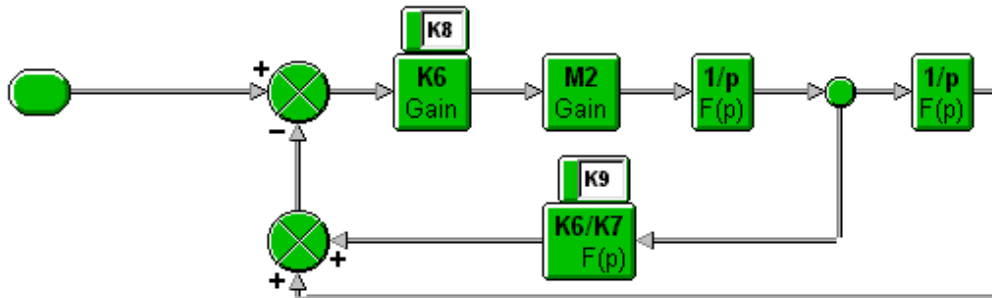 K8
+
K6
Gain
M2
Gain
1/p
F(p)
1/p
F(p)
−
K9
K6/K7
F(p)
+
+